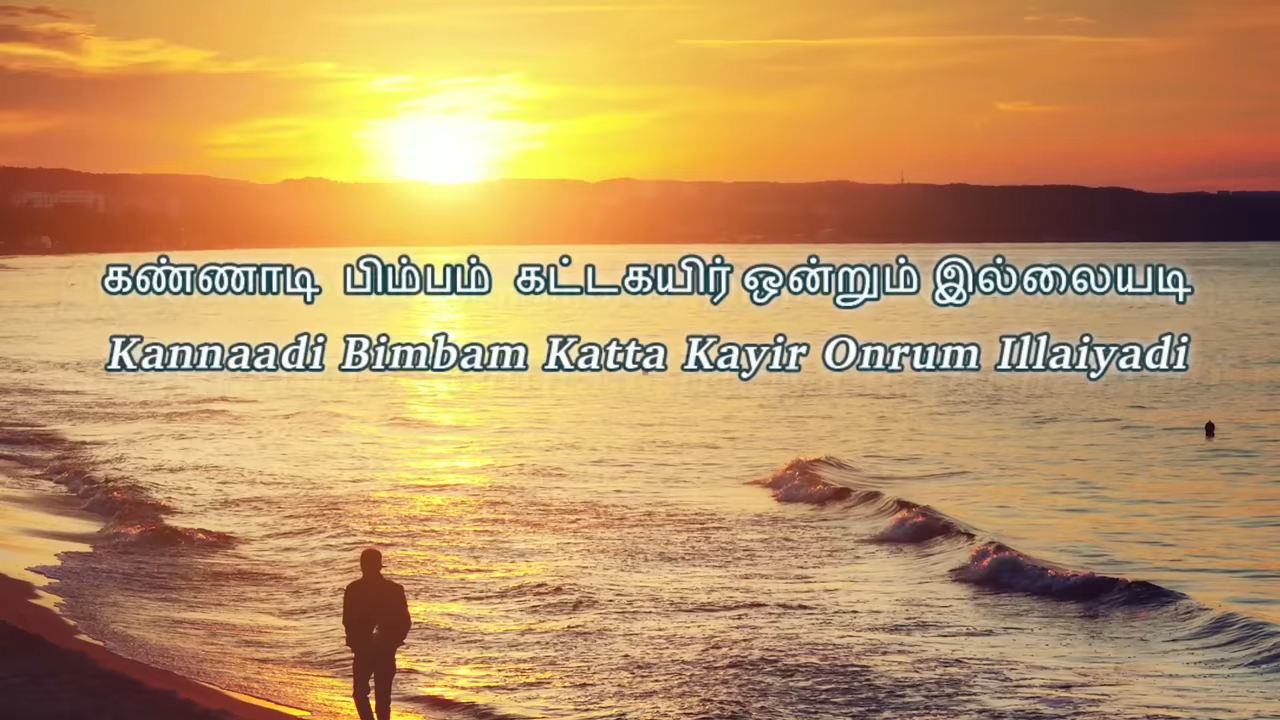 கண்ணாடி பிம்பம் கட்டகயிர் ஒன்றும் இல்லையடி
Kannaadi Bimbam Katta Kayir Onrum Illaiyadi